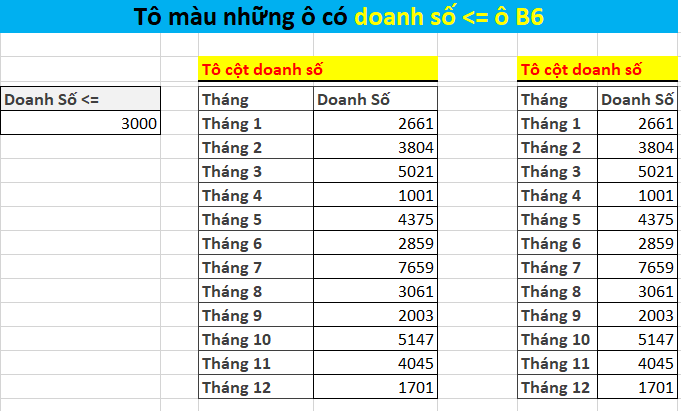 Tô màu những ô có doanh số <= ô B6
Tô cột doanh số Tô cột doanh số
Doanh Số <= Tháng Doanh Số Tháng Doanh Số
3000 Tháng 1 2661 Tháng 1 2661
Tháng 2 3804 Tháng 2 3804
Tháng 3 5021 Tháng 3 5021
Tháng 4 1001 Tháng 4 1001
Tháng 5 4375 Tháng 5 4375
Tháng 6 2859 Tháng 6 2859
Tháng 7 7659 Tháng 7 7659
Tháng 8 3061 Tháng 8 3061
Tháng 9 2003 Tháng 9 2003
Tháng 10 5147 Tháng 10 5147
Tháng 11 4045 Tháng 11 4045
Tháng 12 1701 Tháng 12 1701